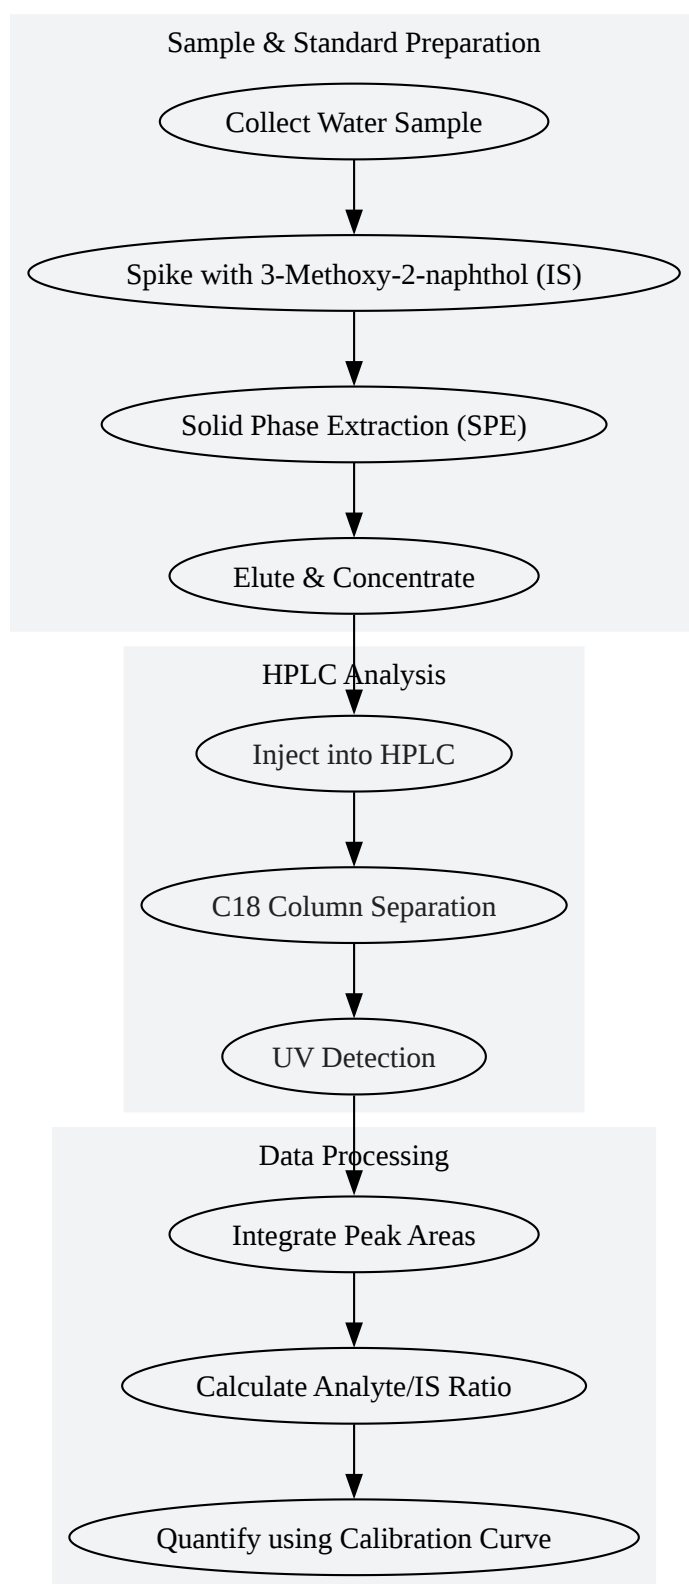 Sample & Standard Preparation
Collect Water Sample
Spike with 3-Methoxy-2-naphthol (IS)
Solid Phase Extraction (SPE)
Elute & Concentrate
HPLC Analysis
Inject into HPLC
C18 Column Separation
UV Detection
Data Processing
Integrate Peak Areas
Calculate Analyte/IS Ratio
Quantify using Calibration Curve